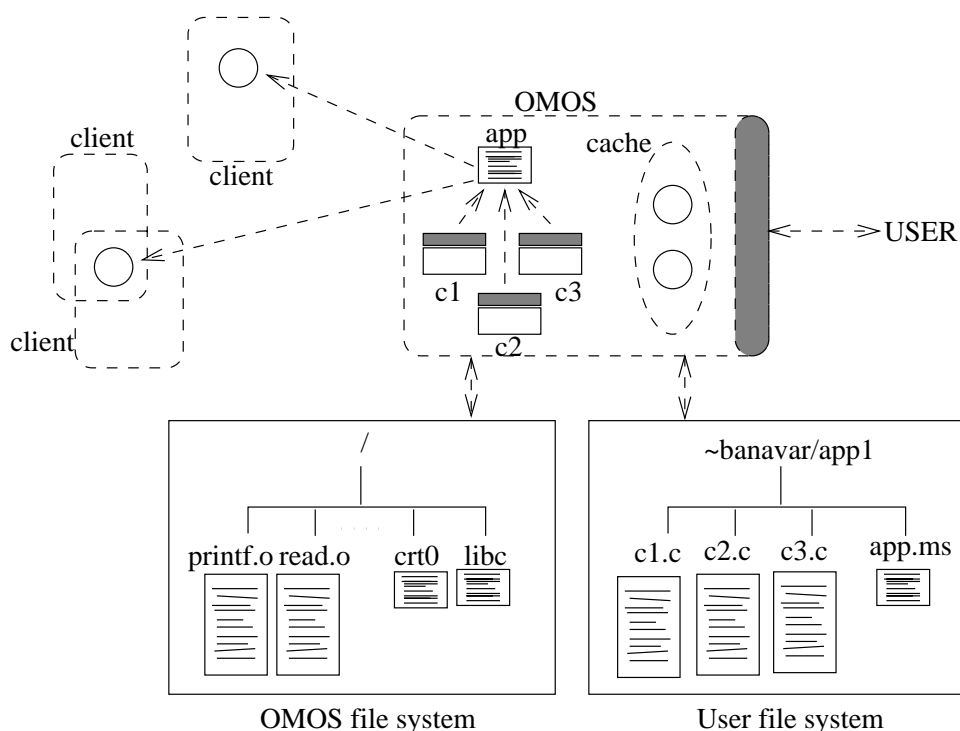 OMOS
client
client
client
app
cache
USER
c1
c3
c2
/
printf.o read.o crt0 libc
OMOS file system
~banavar/app1
c1.c c2.c c3.c app.ms
User file system